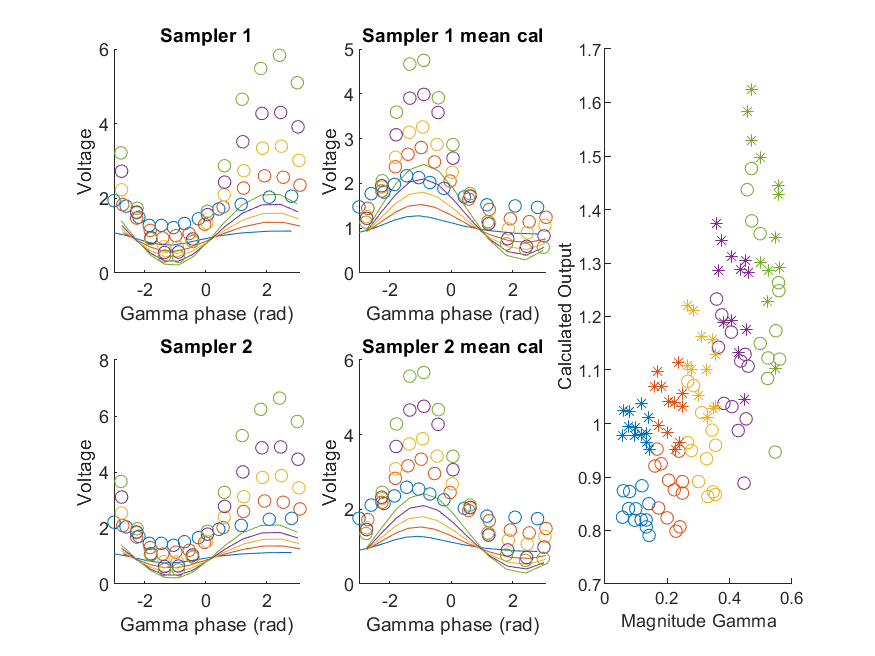 Sampler 1
6
4
2
0
Voltage
-2 0 2
Gamma phase (rad)
Sampler 1 mean cal
5
4
3
2
1
0
Voltage
-2 0 2
Gamma phase (rad)
Sampler 2
8
6
4
2
0
Voltage
-2 0 2
Gamma phase (rad)
Sampler 2 mean cal
6
4
2
0
Voltage
-2 0 2
Gamma phase (rad)
1.7
1.6
1.5
1.4
1.3
1.2
1.1
1
0.9
0.8
0.7
Calculated Output
0 0.2 0.4 0.6
Magnitude Gamma